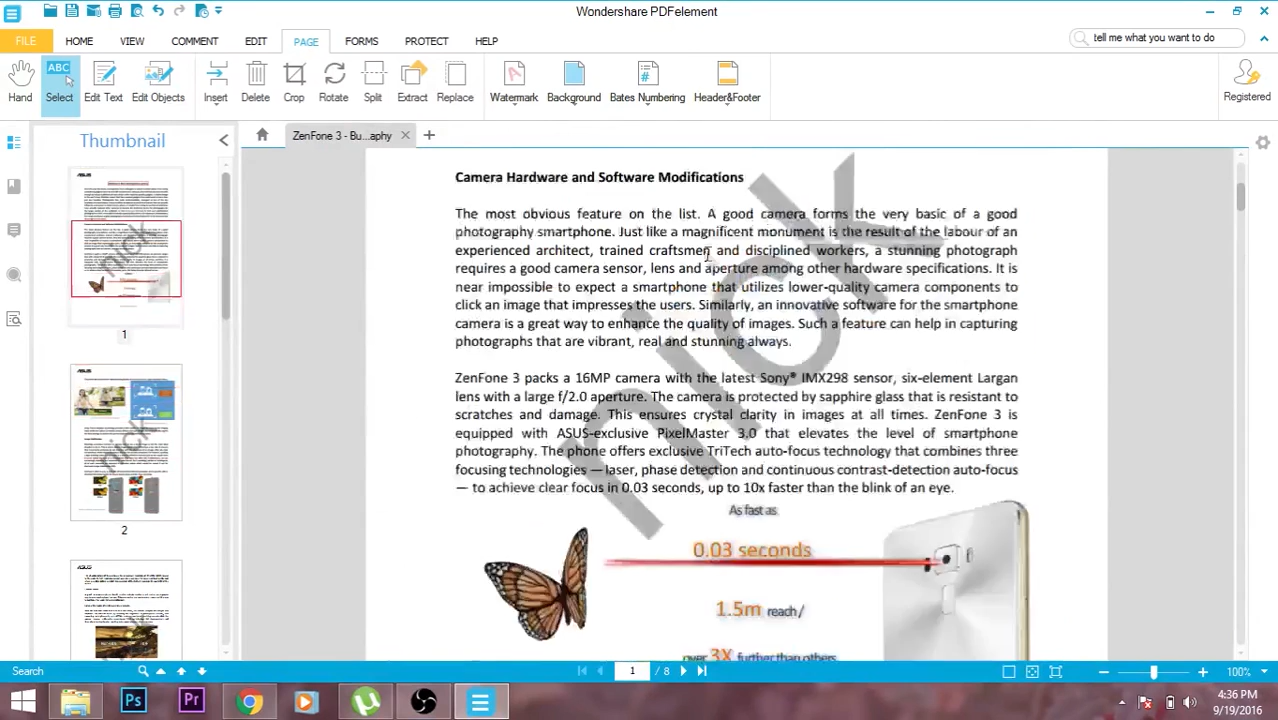 Wondershare PDFelement
FILE HOME VIEW COMMENT EDIT PAGE FORMS PROTECT HELP
tell me what you want to do
ABC
Hand Select Edit Text Edit Objects Insert Delete Crop Rotate Split Extract Replace Watermark Background Bates Numbering Header&Footer Registered
Thumbnail
ZenFone 3 - Bu...aphy
1
2
Camera Hardware and Software Modifications
The most obvious feature on the list. A good camera forms the very basic of a good
photography smartphone. Just like a magnificent monument is the result of the labour of an
experienced architect, trained craftsmen and disciplined workers, a stunning photograph
requires a good camera sensor, lens and aperture among other hardware specifications. It is
near impossible to expect a smartphone that utilizes lower-quality camera components to
click an image that impresses the users. Similarly, an innovative software for the smartphone
camera is a great way to enhance the quality of images. Such a feature can help in capturing
photographs that are vibrant, real and stunning always.
ZenFone 3 packs a 16MP camera with the latest Sony® IMX298 sensor, six-element Largan
lens with a large f/2.0 aperture. The camera is protected by sapphire glass that is resistant to
scratches and damage. This ensures crystal clarity in images at all times. ZenFone 3 is
equipped with ASUS-exclusive PixelMaster 3.0 that elevates the level of smartphone
photography. The phone offers exclusive TriTech auto-focus technology that combines three
focusing technologies — laser, phase detection and continuous contrast-detection auto-focus
— to achieve clear focus in 0.03 seconds, up to 10x faster than the blink of an eye.
nick
As fast as
0.03 seconds
1.5m reach /
over 3X further than others
Search
1 / 8
100%
Ps Pr
4:36 PM
9/19/2016